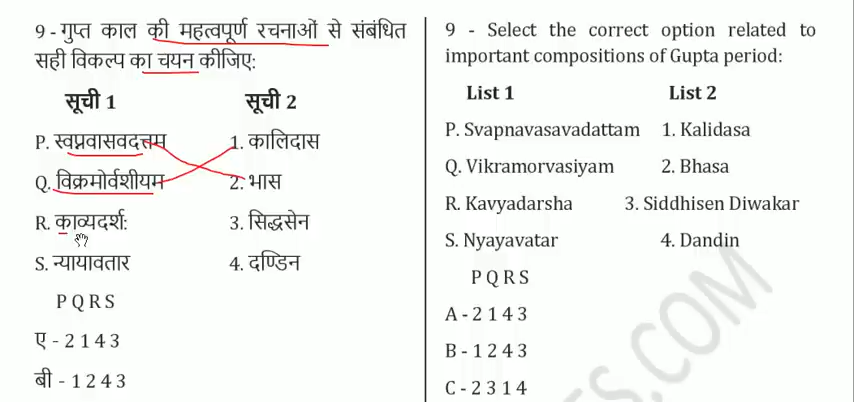 9 - गुप्त काल की महत्वपूर्ण रचनाओं से संबंधित
सही विकल्प का चयन कीजिए:
सूची 1 सूची 2
P. स्वप्नवासवदत्तम 1. कालिदास
Q. विक्रमोर्वशीयम 2. भास
R. काव्यदर्श: 3. सिद्धसेन
S. न्यायावतार 4. दण्डिन
P Q R S
ए - 2 1 4 3
बी - 1 2 4 3
9 - Select the correct option related to
important compositions of Gupta period:
List 1 List 2
P. Svapnavasavadattam 1. Kalidasa
Q. Vikramorvasiyam 2. Bhasa
R. Kavyadarsha 3. Siddhisen Diwakar
S. Nyayavatar 4. Dandin
P Q R S
A - 2 1 4 3
B - 1 2 4 3
C - 2 3 1 4